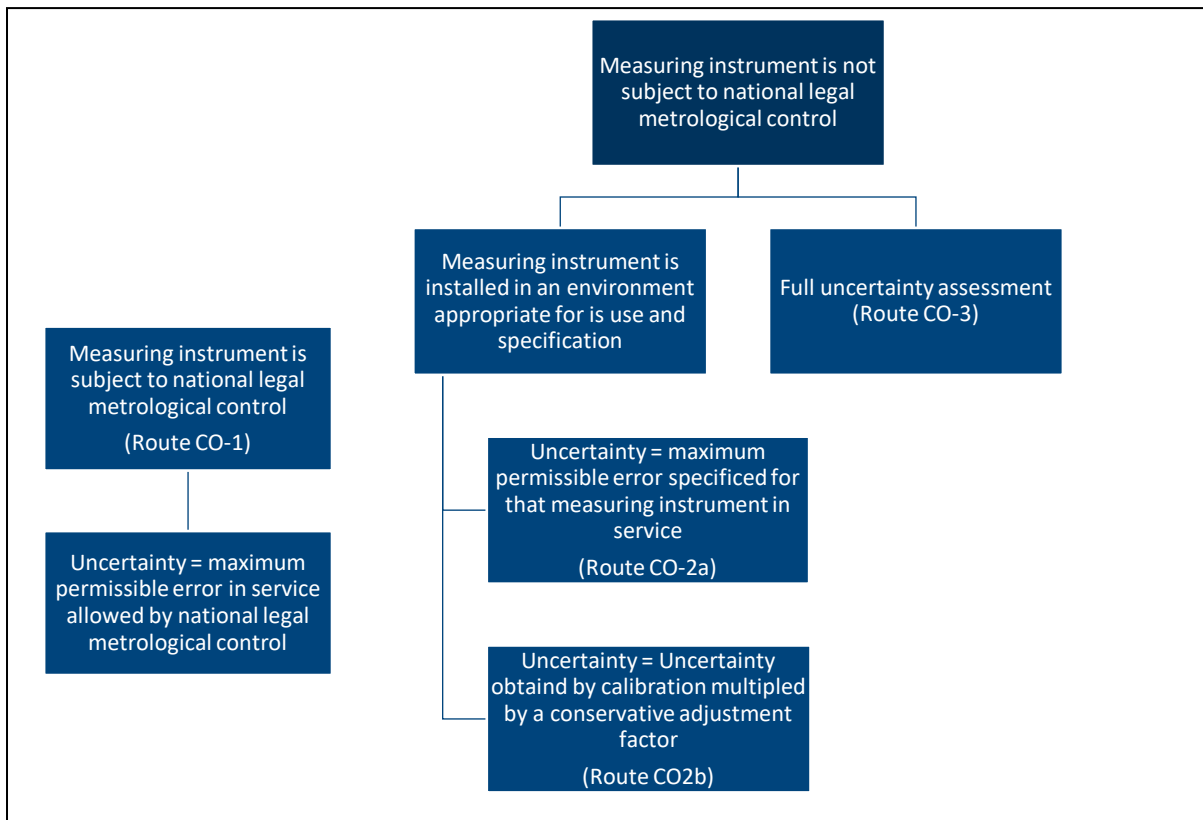 Measuring instrument is not
subject to national legal
metrological control
Measuring instrument is
installed in an environment
appropriate for is use and
specification
Full uncertainty assessment
(Route CO-3)
Measuring instrument is
subject to national legal
metrological control
(Route CO-1)
Uncertainty = maximum
permissible error specificed for
that measuring instrument in
service
(Route CO-2a)
Uncertainty = maximum
permissible error in service
allowed by national legal
metrological control
Uncertainty = Uncertainty
obtaind by calibration multipled
by a conservative adjustment
factor
(Route CO2b)